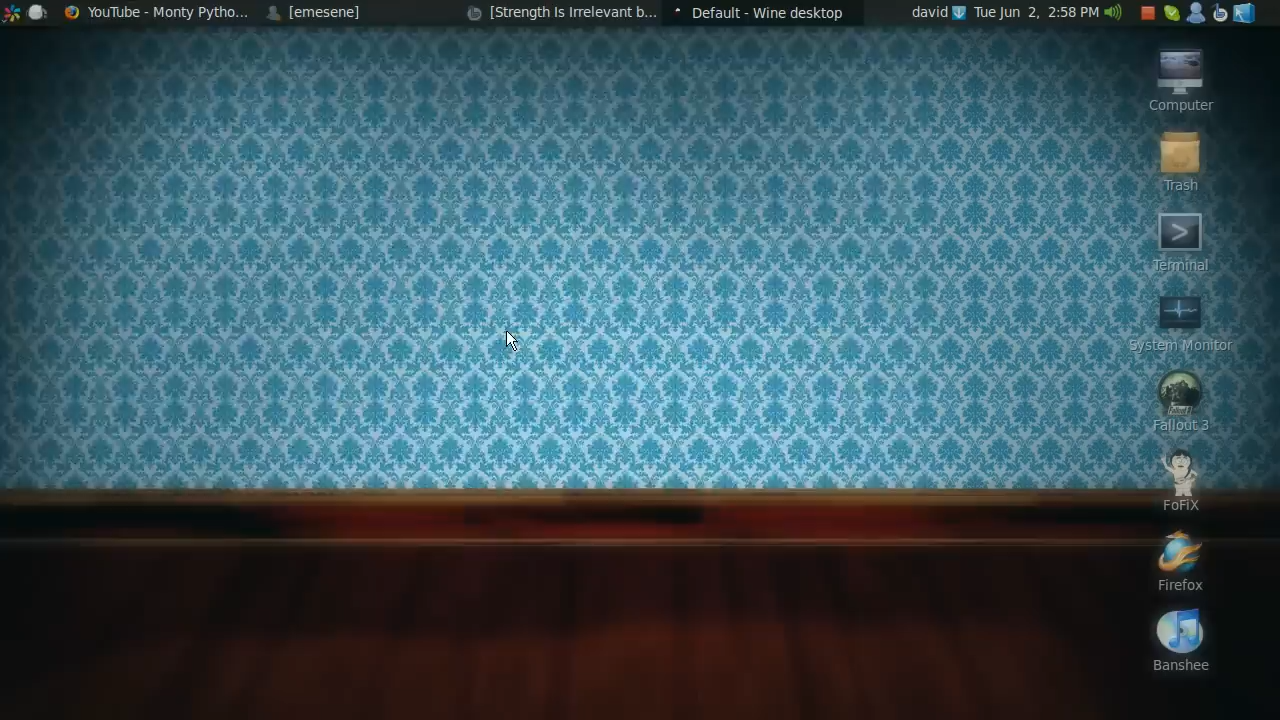 YouTube - Monty Pytho...
[emesene]
[Strength Is Irrelevant b...
Default - Wine desktop
david
Tue Jun 2, 2:58 PM
Computer
Trash
Terminal
System Monitor
Fallout 3
FoFiX
Firefox
Banshee